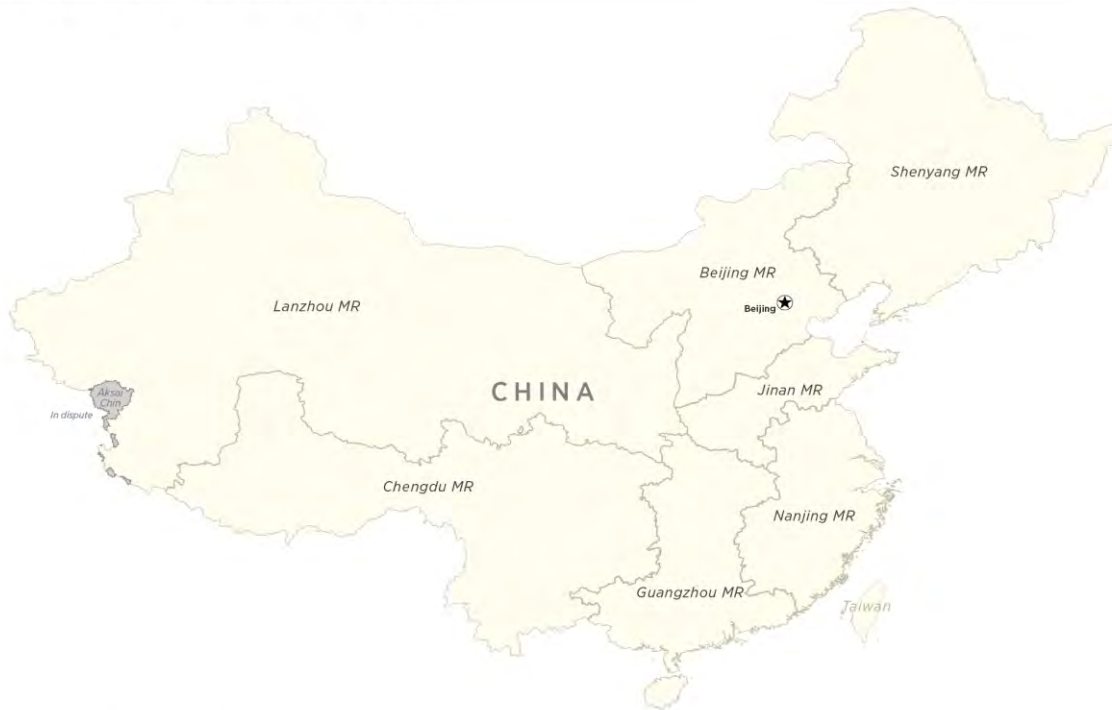 Shenyang MR
Beijing MR
Lanzhou MR
Beijing
CHINA
Jinan MR
Aksai
Chin
In dispute
Chengdu MR
Nanjing MR
Guangzhou MR
Taiwan